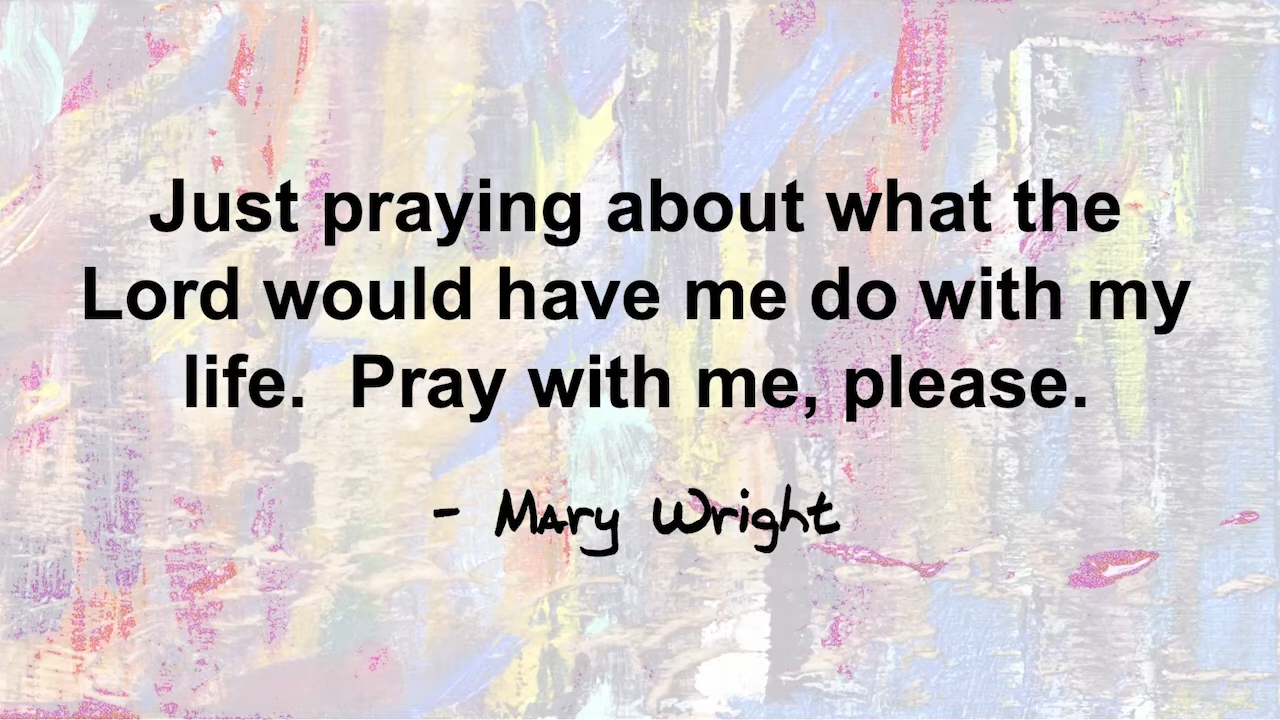 Just praying about what the
Lord would have me do with my
life.  Pray with me, please.
- Mary Wright